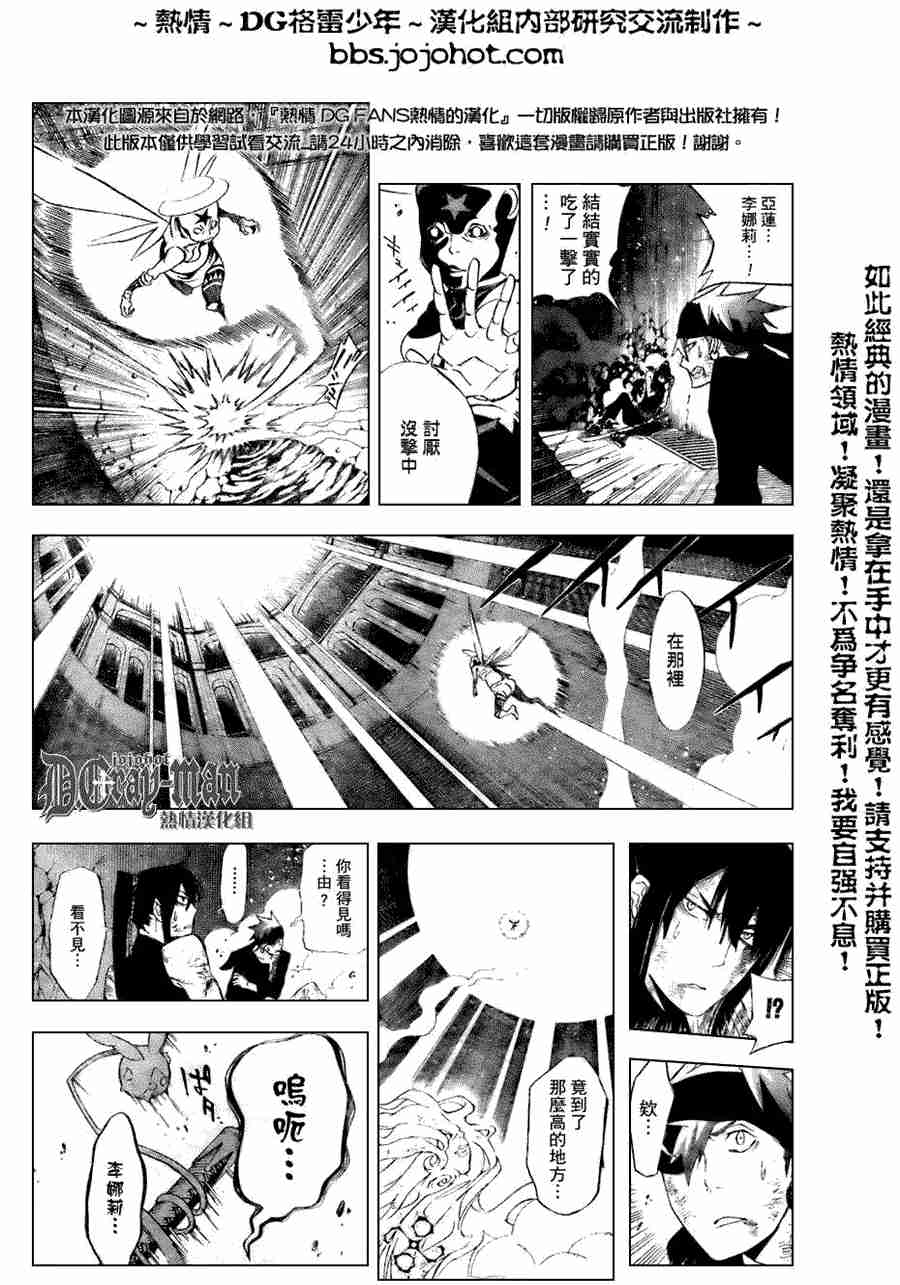 ～熱情～DG格雷少年～漢化組內部研究交流制作～
bbs.jojohot.com
本漢化圖源來自於網路，『熱情DG FANS熱情的漢化』一切版權歸原作者與出版社擁有！
此版本僅供學習試看交流_請24小時之內消除，喜歡這套漫畫請購買正版！謝謝。
如此經典的漫畫！還是拿在手中才更有感覺！請支持并購買正版！
熱情領域！凝聚熱情！不爲爭名奪利！我要自强不息！
亞蓮…
李娜莉…！
結結實實的
吃了一擊了
…！
討厭
沒擊中
在那裡
jojohot
D.Gray-man
熱情漢化組
!?
欸…
竟到了
那麼高的地方…
你看得見嗎
…由？
……
看不見…
嗚呃…
ぱタ
李娜莉…